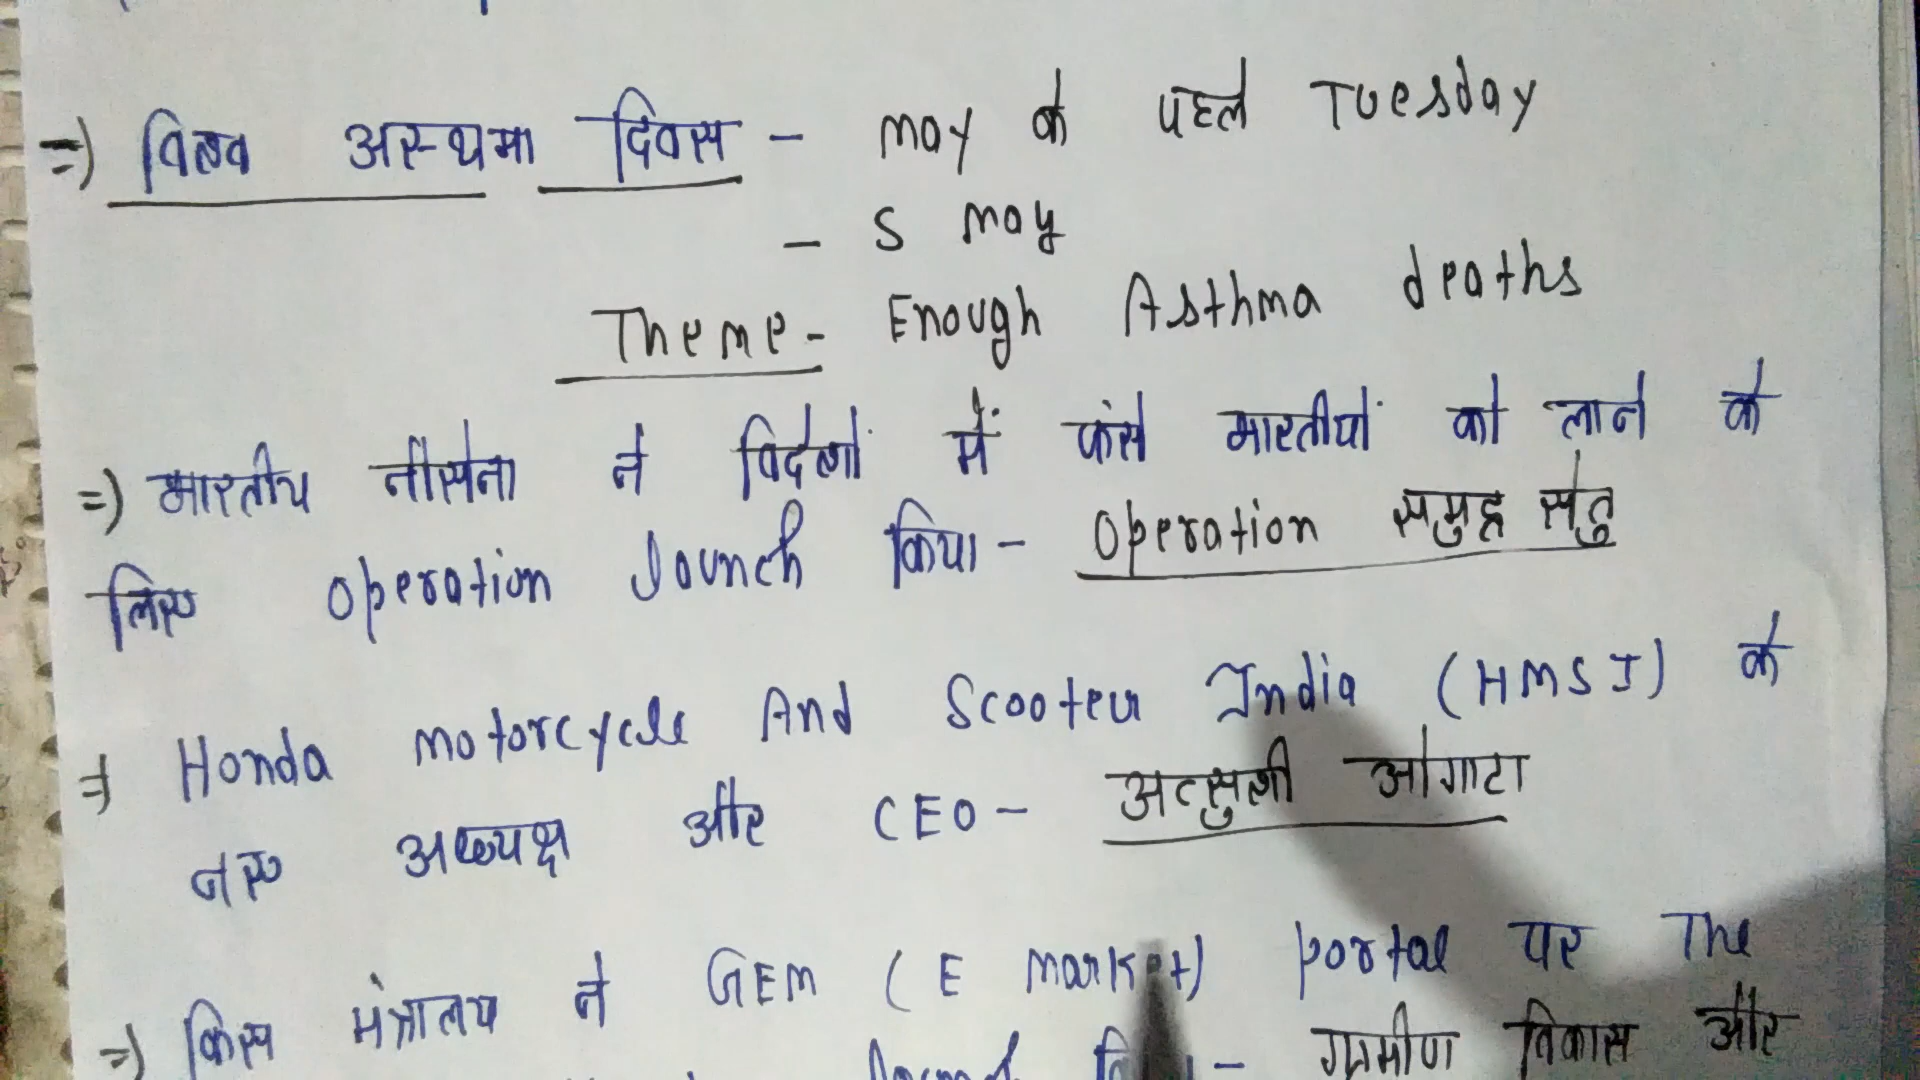 =) विश्व अस्थमा दिवस - may के पहले Tuesday
- 5 may
Theme - Enough Asthma deaths
=) भारतीय नौसेना ने विदेशों में फंसे भारतीयों को लाने के
लिए operation launch किया - operation समुद्र सेतु
=) Honda motorcycle And Scooter India (HMSI) के
नए अध्यक्ष और CEO - अत्सुशी ओगाटा
=) किस मंत्रालय ने GEM (E market) portal पर The
launch - ग्रामीण विकास और